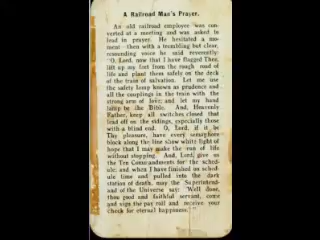 A Railroad Man's Prayer.
An old railroad employee was con-
verted at a meeting and was asked to
lead in prayer. He hesitated a mo-
ment—then with a trembling but clear,
resounding voice he said reverently:
"O, Lord, now that I have flagged Thee,
lift up my feet from the rough road of
life and plant them safely on the deck
of the train of salvation. Let me use
the safety lamp known as prudence and
all the couplings in the train with the
strong arm of love; and let my hand
lamp be the Bible. And, Heavenly
Father, keep all switches closed that
lead off on the sidings, especially those
with a blind end. O, Lord, if it be
Thy pleasure, have every semaphore
block along the line show white light of
hope that I may make the run of life
without stopping. And, Lord, give us
the Ten Commandments for the sched-
ule; and when I have finished on sched-
ule time and pulled into the dark
station of death, may the Superintend-
ent of the Universe say: 'Well done,
thou good and faithful servant, come
and sign the pay roll and receive your
check for eternal happiness.'"